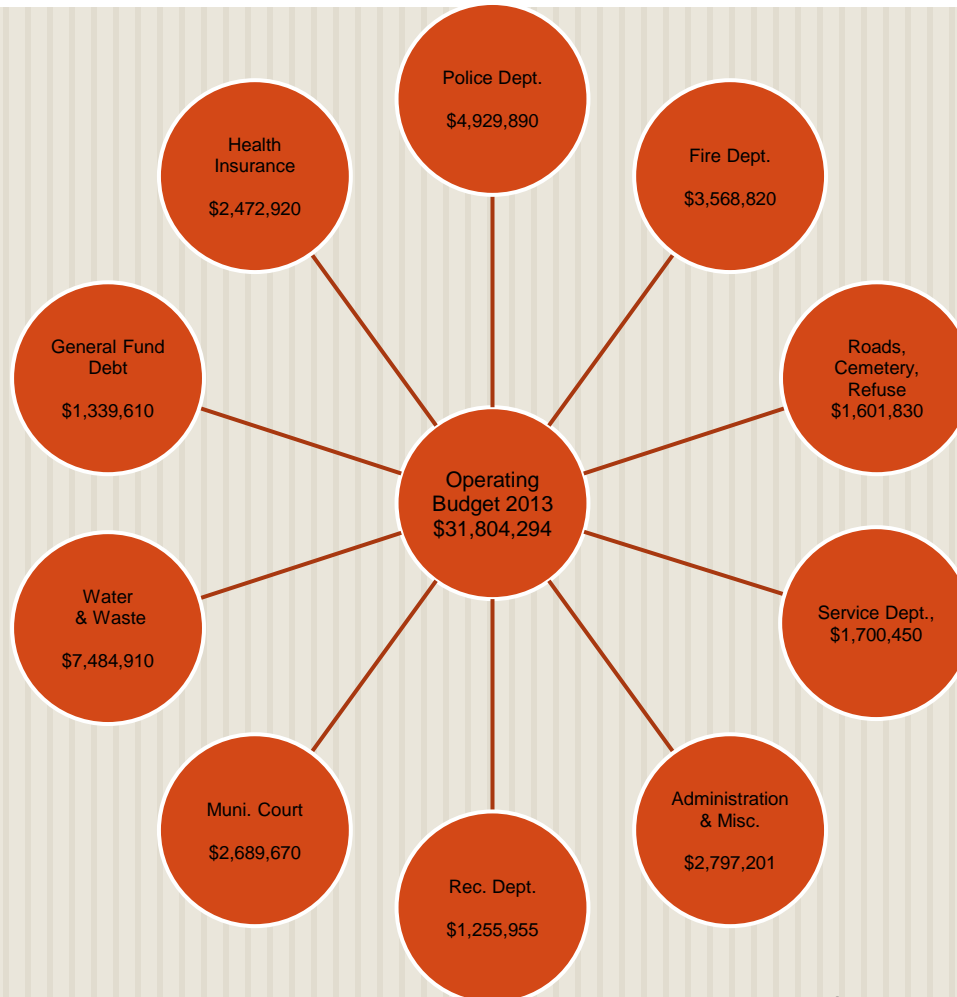 Police Dept.
$4,929,890
Health
Insurance
$2,472,920
Fire Dept.
$3,568,820
General Fund
Debt
$1,339,610
Roads,
Cemetery,
Refuse
$1,601,830
Operating
Budget 2013
$31,804,294
Water
& Waste
$7,484,910
Service Dept.,
$1,700,450
Muni. Court
$2,689,670
Administration
& Misc.
$2,797,201
Rec. Dept.
$1,255,955